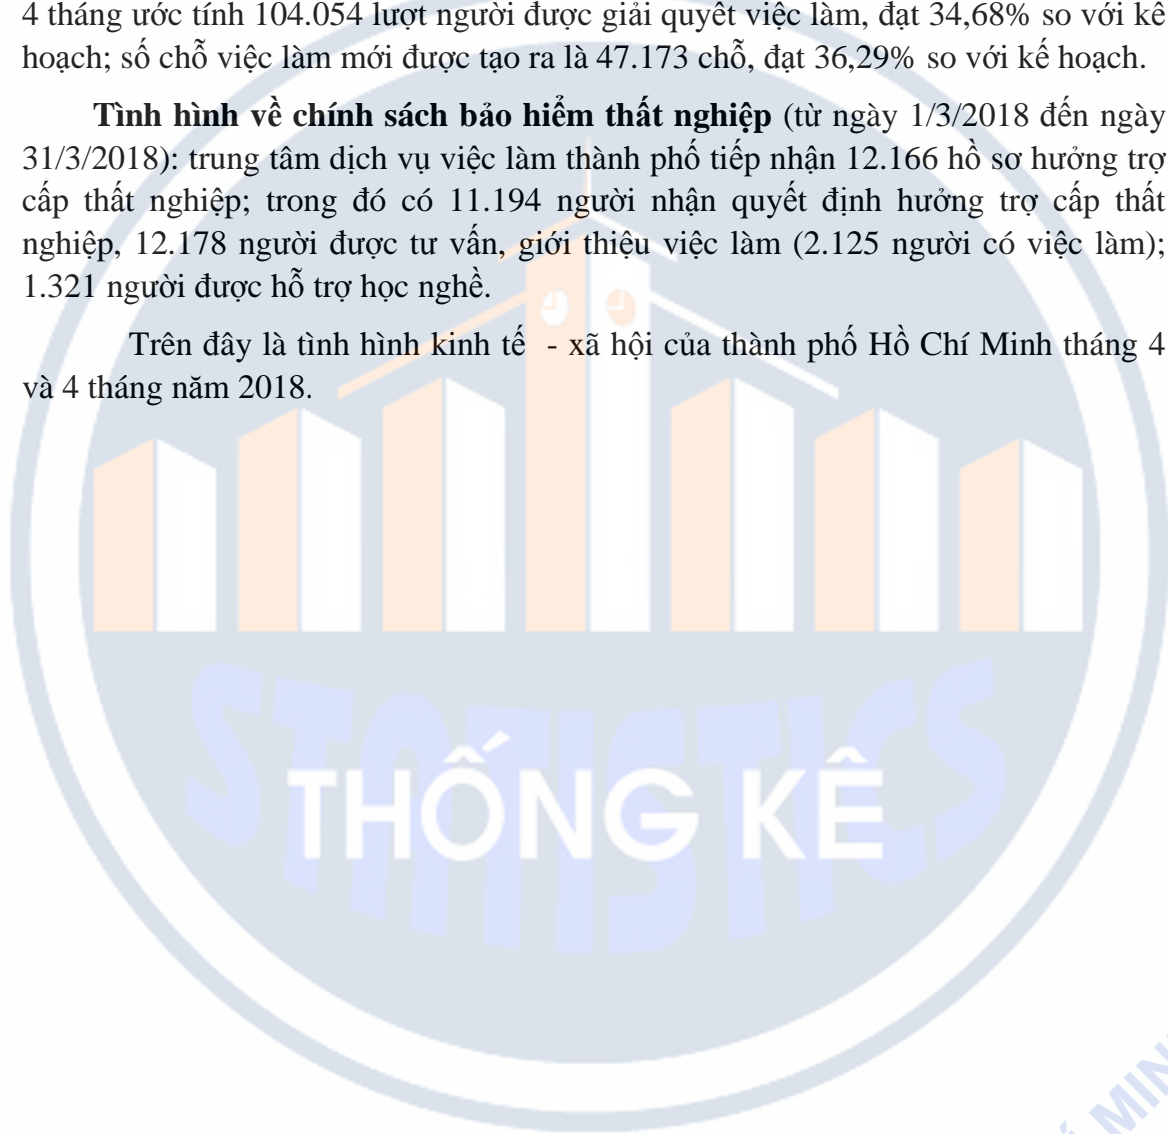 4 tháng ước tính 104.054 lượt người được giải quyết việc làm, đạt 34,68% so với kế
hoạch; số chỗ việc làm mới được tạo ra là 47.173 chỗ, đạt 36,29% so với kế hoạch.
Tình hình về chính sách bảo hiểm thất nghiệp (từ ngày 1/3/2018 đến ngày
31/3/2018): trung tâm dịch vụ việc làm thành phố tiếp nhận 12.166 hồ sơ hưởng trợ
cấp thất nghiệp; trong đó có 11.194 người nhận quyết định hưởng trợ cấp thất
nghiệp, 12.178 người được tư vấn, giới thiệu việc làm (2.125 người có việc làm);
1.321 người được hỗ trợ học nghề.
Trên đây là tình hình kinh tế - xã hội của thành phố Hồ Chí Minh tháng 4
và 4 tháng năm 2018.
STATISTICS
THỐNG KÊ